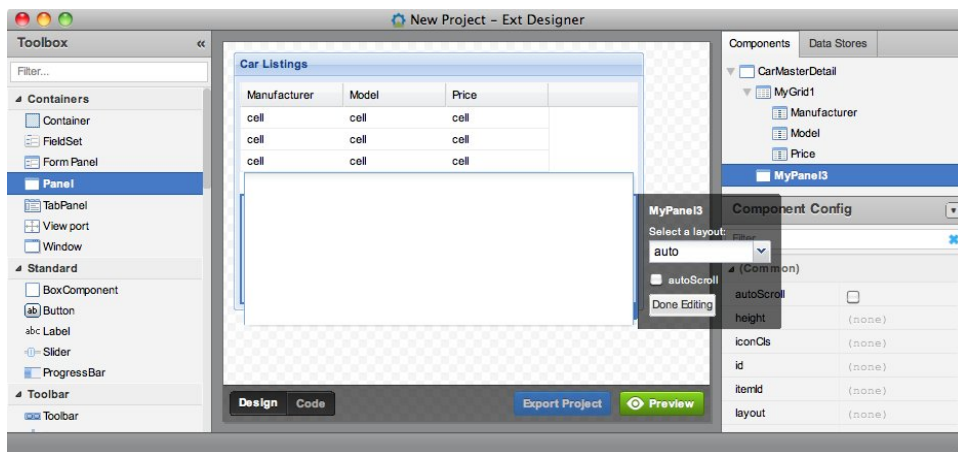 New Project – Ext Designer
Toolbox «
Filter...
Containers
Container
FieldSet
Form Panel
Panel
TabPanel
View port
Window
Standard
BoxComponent
ab Button
abc Label
Slider
ProgressBar
Toolbar
Toolbar
Car Listings
Manufacturer Model Price
cell cell cell
cell cell cell
cell cell cell
MyPanel3
Select a layout:
auto
autoScroll
Done Editing
Design Code
Export Project
Preview
Components Data Stores
CarMasterDetail
MyGrid1
Manufacturer
Model
Price
MyPanel3
Component Config
Filter...
(Common)
autoScroll
height (none)
iconCls (none)
id (none)
itemId (none)
layout (none)